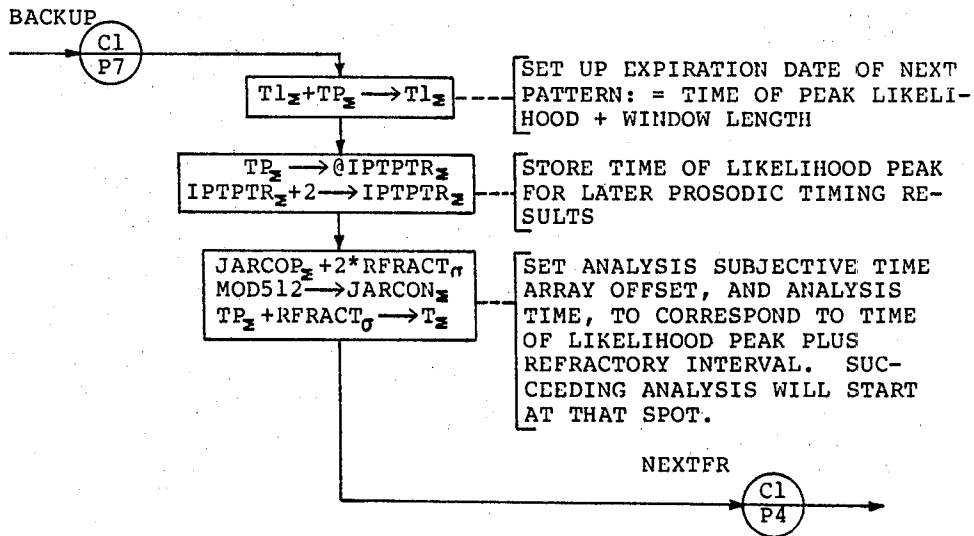 BACKUP
C1
P7
T1Σ+TPΣ ⟶ T1Σ
SET UP EXPIRATION DATE OF NEXT
PATTERN: = TIME OF PEAK LIKELI-
HOOD + WINDOW LENGTH
TPΣ ⟶ @IPTPTRΣ
IPTPTRΣ+2 ⟶ IPTPTRΣ
STORE TIME OF LIKELIHOOD PEAK
FOR LATER PROSODIC TIMING RE-
SULTS
JARCOPΣ+2*RFRACTσ
MOD512 ⟶ JARCONΣ
TPΣ+RFRACTσ ⟶ TΣ
SET ANALYSIS SUBJECTIVE TIME
ARRAY OFFSET, AND ANALYSIS
TIME, TO CORRESPOND TO TIME
OF LIKELIHOOD PEAK PLUS
REFRACTORY INTERVAL. SUC-
CEEDING ANALYSIS WILL START
AT THAT SPOT.
NEXTFR
C1
P4